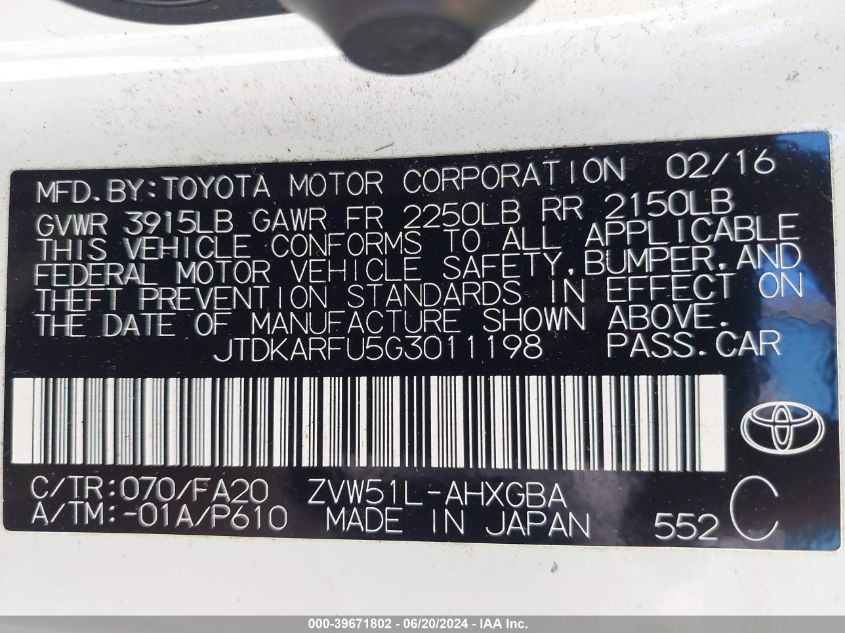 MFD.BY:TOYOTA MOTOR CORPORATION 02/16
GVWR 3915LB GAWR FR 2250LB RR 2150LB
THIS VEHICLE CONFORMS TO ALL APPLICABLE
FEDERAL MOTOR VEHICLE SAFETY,BUMPER,AND
THEFT PREVENTION STANDARDS IN EFFECT ON
THE DATE OF MANUFACTURE SHOWN ABOVE.
JTDKARFU5G3011198 PASS.CAR
C/TR:070/FA20 ZVW51L-AHXGBA
A/TM:-01A/P610 MADE IN JAPAN 552 C
000-39671802 - 06/20/2024 - IAA Inc.